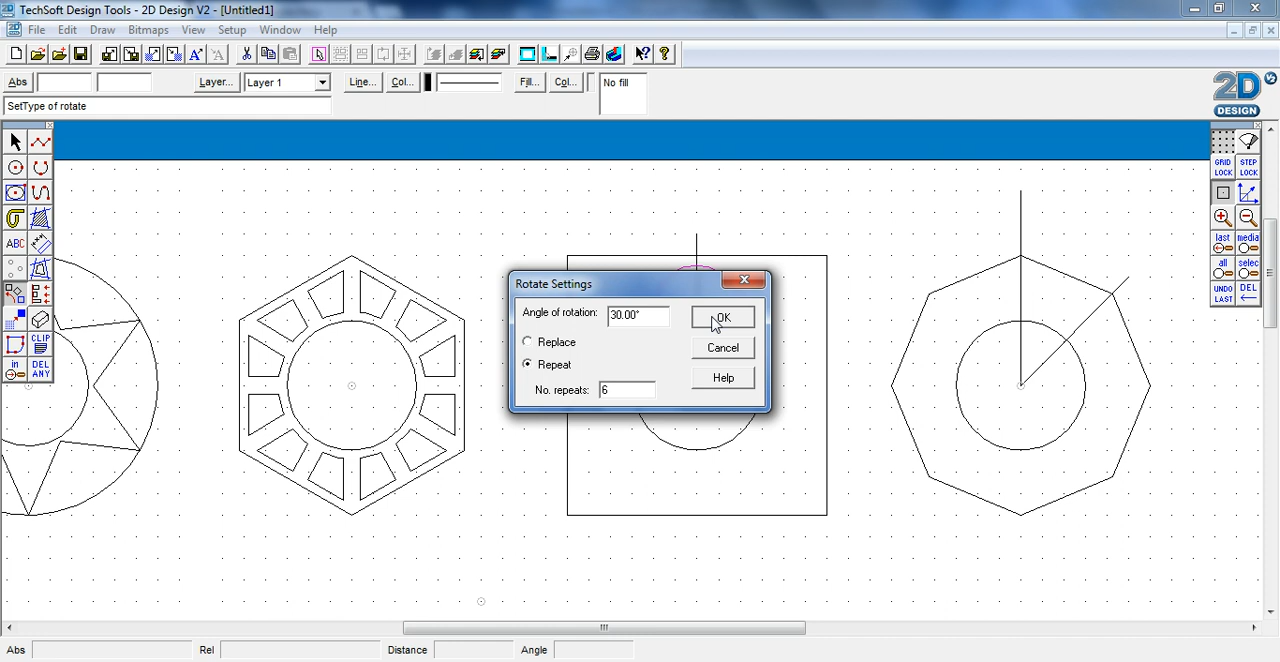 TechSoft Design Tools - 2D Design V2 - [Untitled1]
File Edit Draw Bitmaps View Setup Window Help
Abs Layer... Layer 1 Line... Col... Fill... Col... No fill
2D
DESIGN
SetType of rotate
ABC
CLIP
in DEL ANY
GRID LOCK STEP LOCK
last media
all selec
UNDO LAST DEL
Rotate Settings
Angle of rotation: 30.00° OK
Replace Cancel
Repeat
Help
No. repeats: 6
Abs Rel Distance Angle